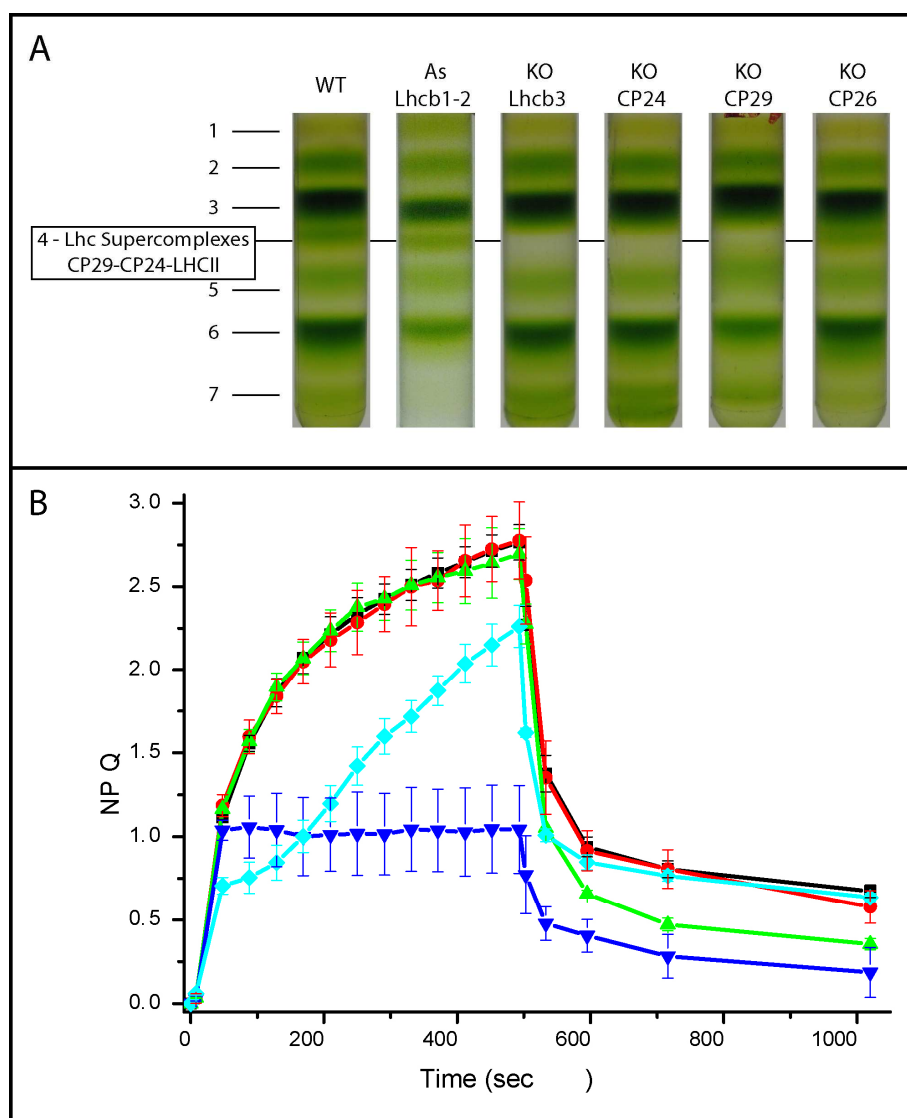 A
WT
As
Lhcb1-2
KO
Lhcb3
KO
CP24
KO
CP29
KO
CP26
1
2
3
4 - Lhc Supercomplexes
CP29-CP24-LHCII
5
6
7
B
3.0
2.5
2.0
1.5
1.0
0.5
0.0
NP Q
0
200
400
600
800
1000
Time (sec )